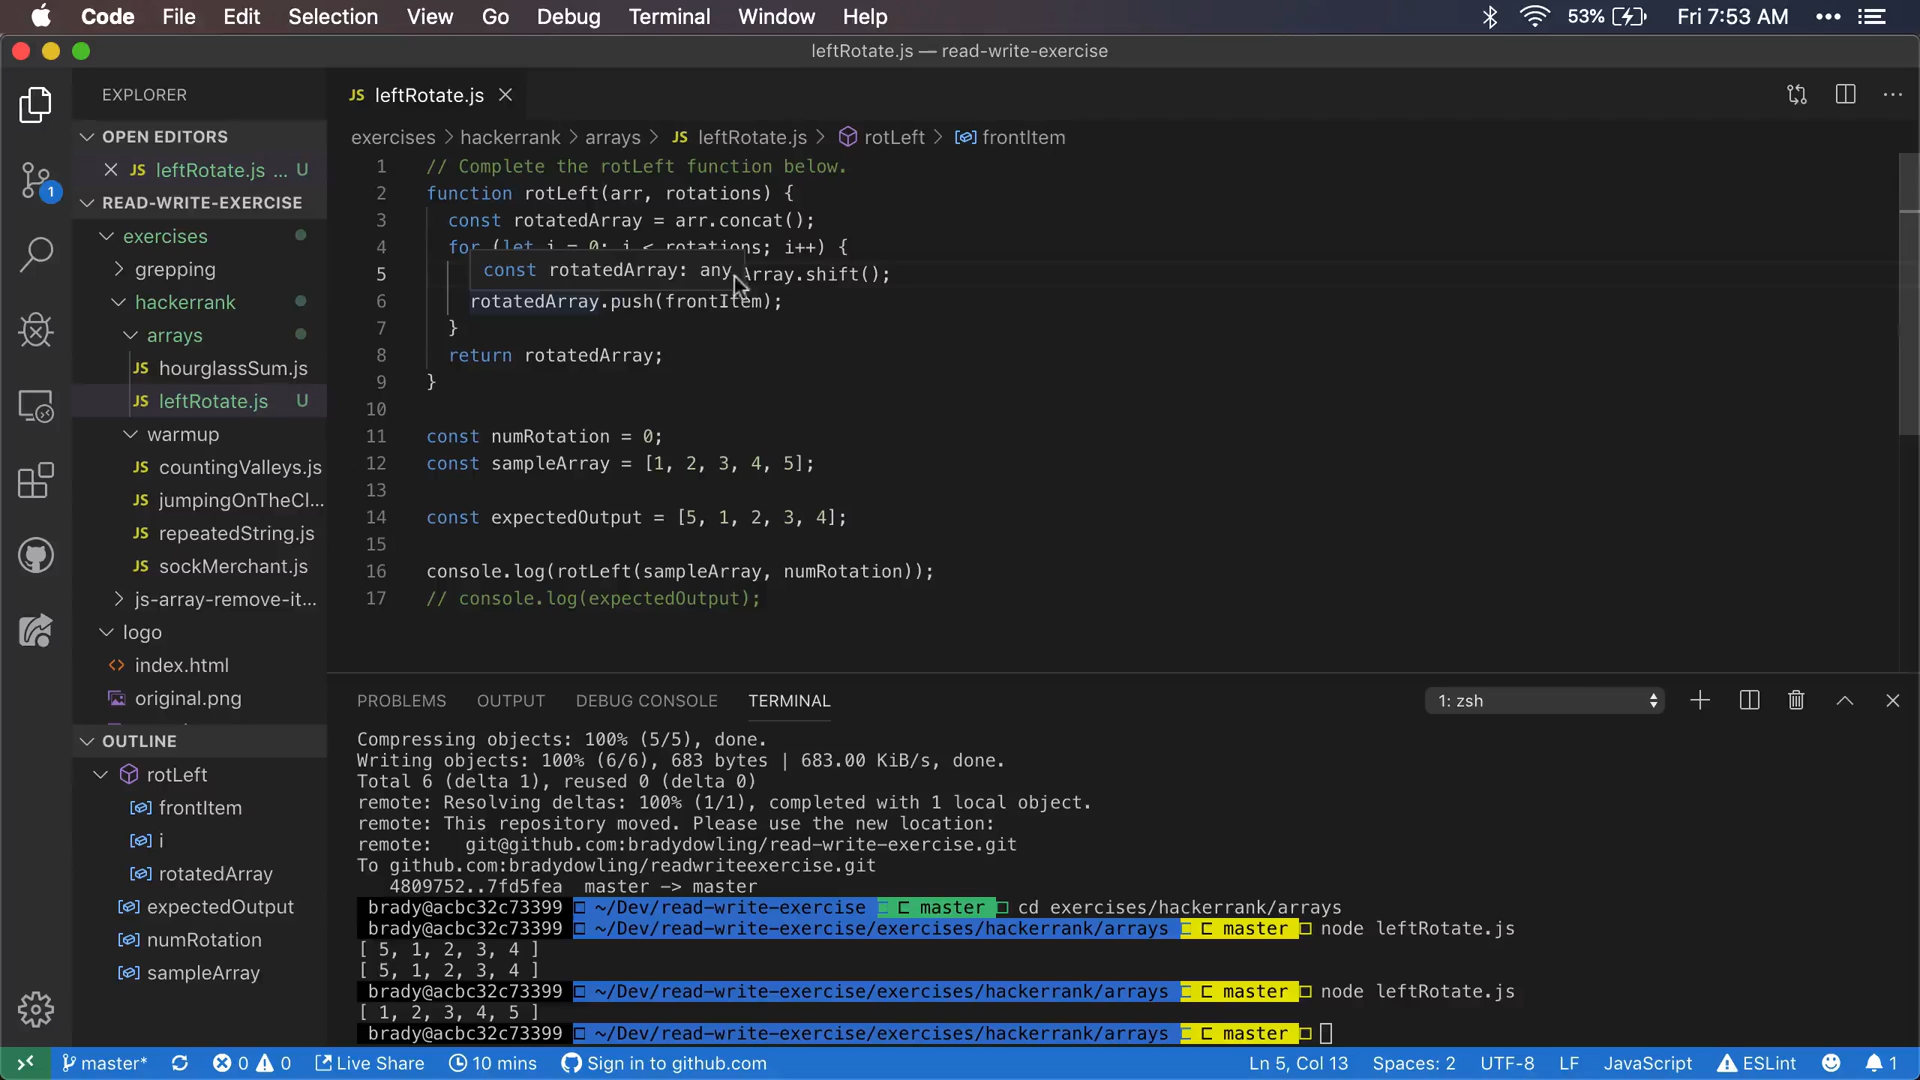 Code File Edit Selection View Go Debug Terminal Window Help 53% Fri 7:53 AM
leftRotate.js — read-write-exercise
EXPLORER
OPEN EDITORS
JS leftRotate.js ... U
READ-WRITE-EXERCISE
exercises
grepping
hackerrank
arrays
JS hourglassSum.js
JS leftRotate.js U
warmup
JS countingValleys.js
JS jumpingOnTheCl...
JS repeatedString.js
JS sockMerchant.js
js-array-remove-it...
logo
index.html
original.png
OUTLINE
rotLeft
frontItem
i
rotatedArray
expectedOutput
numRotation
sampleArray
1
JS leftRotate.js
exercises > hackerrank > arrays > JS leftRotate.js > rotLeft > frontItem
1 // Complete the rotLeft function below.
2 function rotLeft(arr, rotations) {
3 const rotatedArray = arr.concat();
4 for (let i = 0; i < rotations; i++) {
const rotatedArray: any
5 Array.shift();
6 rotatedArray.push(frontItem);
7 }
8 return rotatedArray;
9 }
10
11 const numRotation = 0;
12 const sampleArray = [1, 2, 3, 4, 5];
13
14 const expectedOutput = [5, 1, 2, 3, 4];
15
16 console.log(rotLeft(sampleArray, numRotation));
17 // console.log(expectedOutput);
PROBLEMS OUTPUT DEBUG CONSOLE TERMINAL 1: zsh
Compressing objects: 100% (5/5), done.
Writing objects: 100% (6/6), 683 bytes | 683.00 KiB/s, done.
Total 6 (delta 1), reused 0 (delta 0)
remote: Resolving deltas: 100% (1/1), completed with 1 local object.
remote: This repository moved. Please use the new location:
remote: git@github.com:bradydowling/read-write-exercise.git
To github.com:bradydowling/readwriteexercise.git
4809752..7fd5fea master -> master
brady@acbc32c73399 ~/Dev/read-write-exercise master cd exercises/hackerrank/arrays
brady@acbc32c73399 ~/Dev/read-write-exercise/exercises/hackerrank/arrays master node leftRotate.js
[ 5, 1, 2, 3, 4 ]
[ 5, 1, 2, 3, 4 ]
brady@acbc32c73399 ~/Dev/read-write-exercise/exercises/hackerrank/arrays master node leftRotate.js
[ 1, 2, 3, 4, 5 ]
brady@acbc32c73399 ~/Dev/read-write-exercise/exercises/hackerrank/arrays master
master* 0 0 Live Share 10 mins Sign in to github.com Ln 5, Col 13 Spaces: 2 UTF-8 LF JavaScript ESLint 1